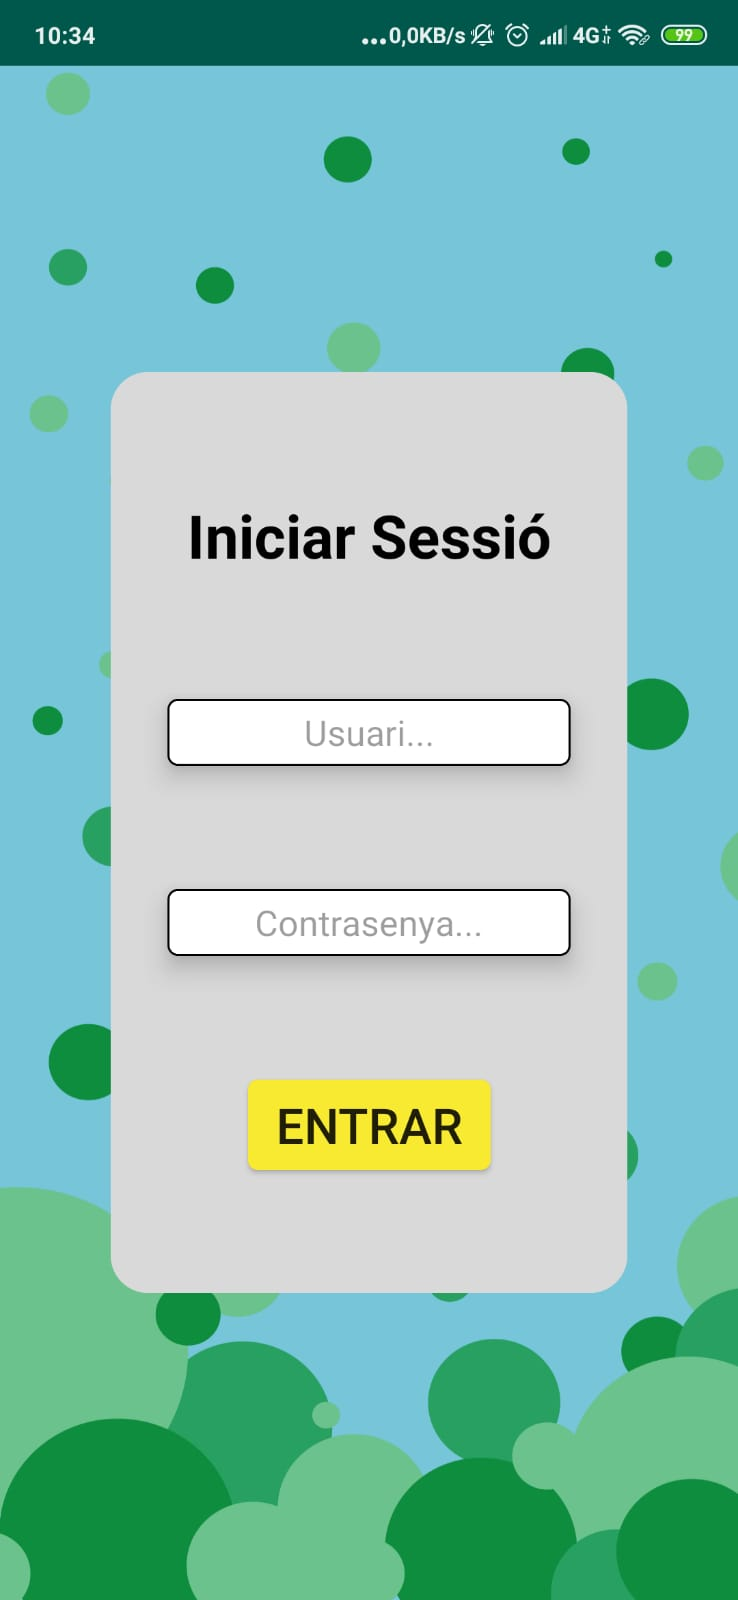 10:34 ...0,0KB/s 4G+ 99
Iniciar Sessió
Usuari...
Contrasenya...
ENTRAR